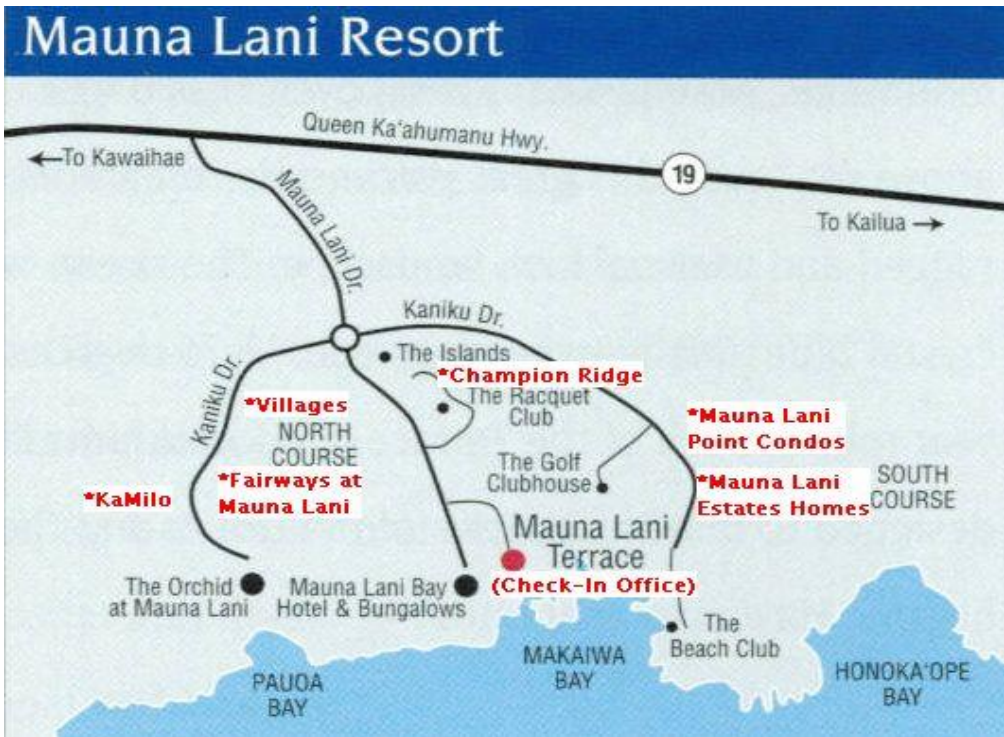 Mauna Lani Resort
Queen Ka‘ahumanu Hwy.
←To Kawaihae
19
To Kailua→
Mauna Lani Dr.
Kaniku Dr.
The Islands
*Champion Ridge
The Racquet
Club
Kaniku Dr.
*Villages
NORTH
COURSE
*Mauna Lani
Point Condos
The Golf
Clubhouse
*Fairways at
Mauna Lani
*KaMilo
*Mauna Lani
Estates Homes
SOUTH
COURSE
Mauna Lani
Terrace
(Check-In Office)
The Orchid
at Mauna Lani
Mauna Lani Bay
Hotel & Bungalows
The
Beach Club
PAUOA
BAY
MAKAIWA
BAY
HONOKA‘OPE
BAY